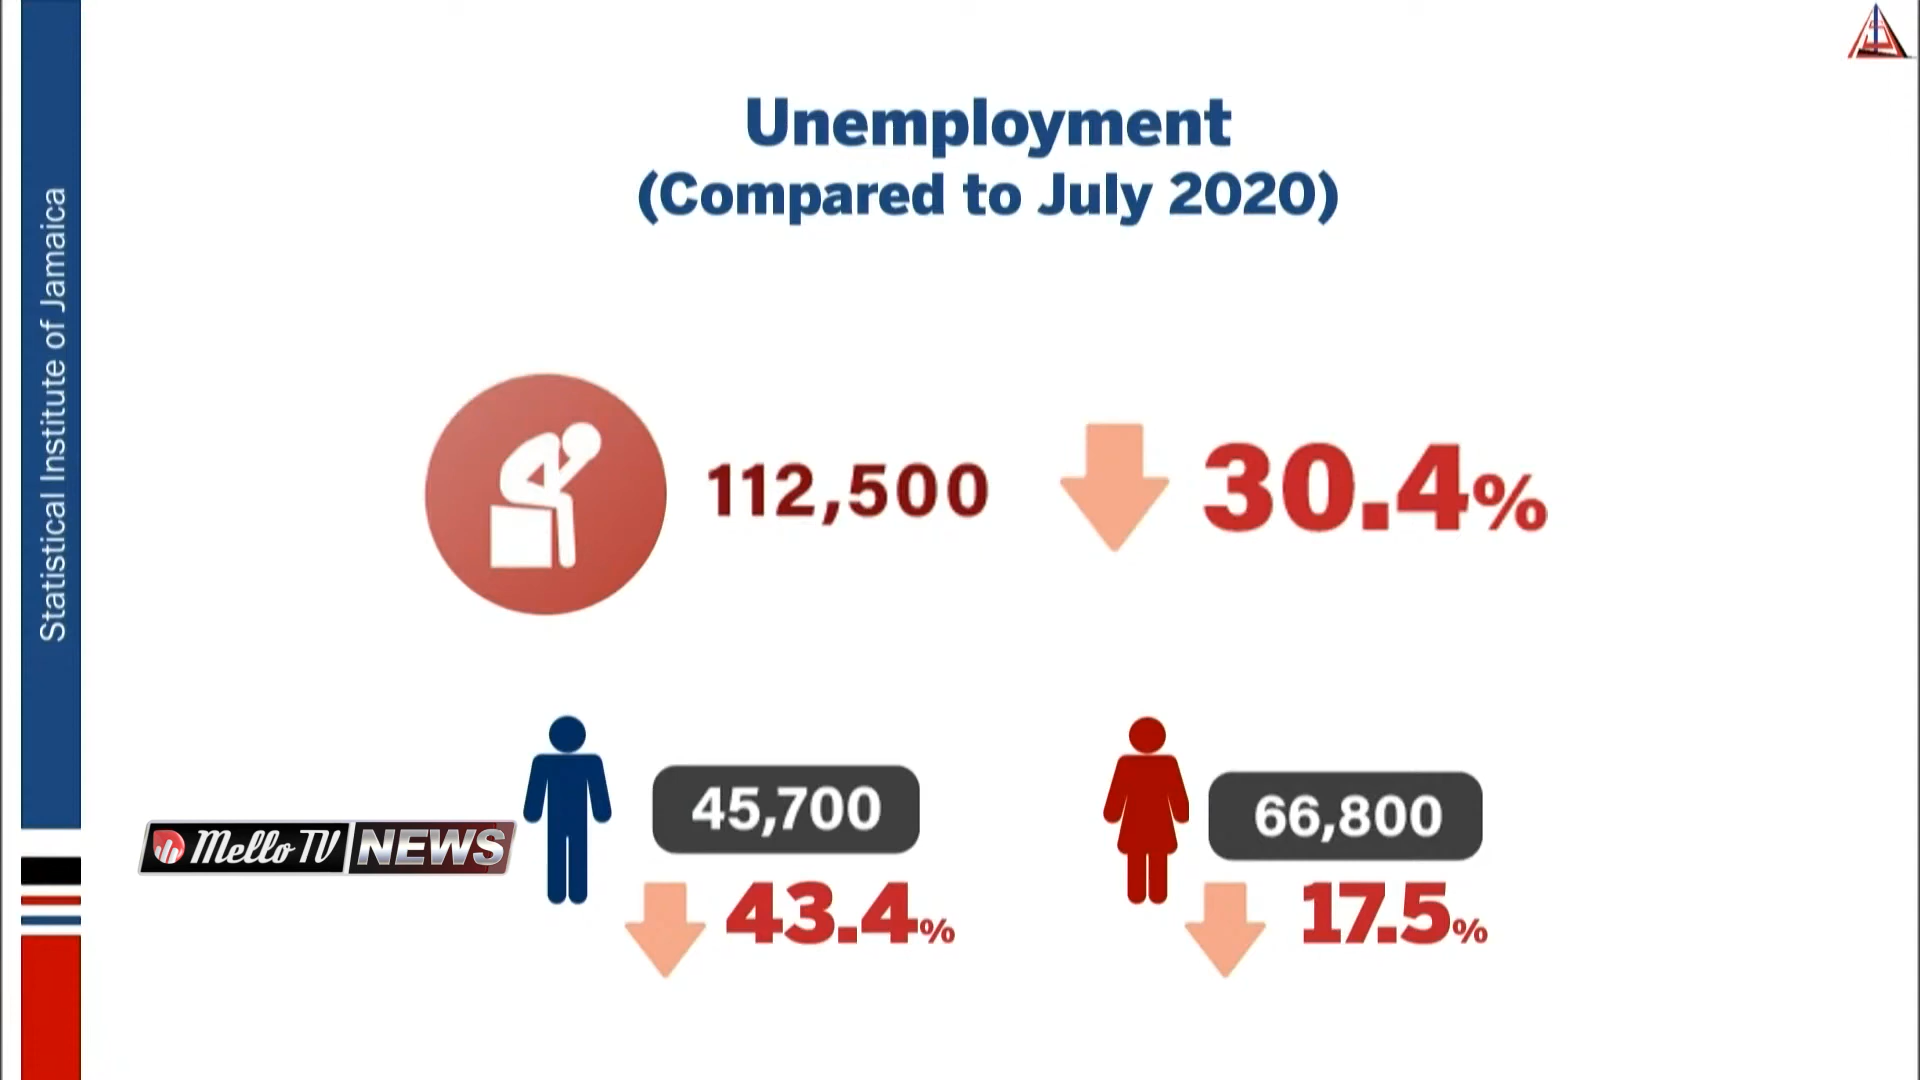 Statistical Institute of Jamaica
Unemployment
(Compared to July 2020)
112,500
30.4%
45,700
66,800
Mello TV NEWS
43.4%
17.5%